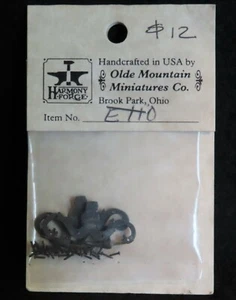 $12
Handcrafted in USA by
Olde Mountain
Miniatures Co.
HARMONY
FORGE
Brook Park, Ohio
Item No. E110